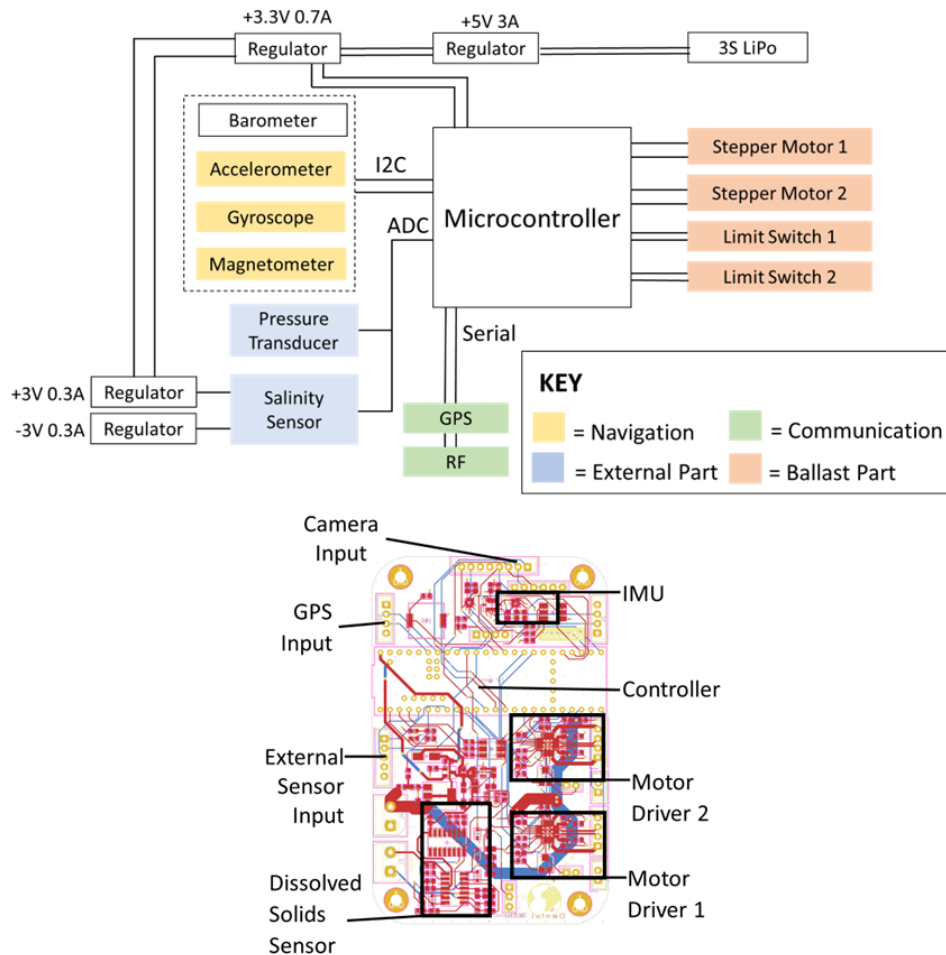 +3.3V 0.7A
+5V 3A
Regulator
Regulator
3S LiPo
Barometer
Accelerometer
Gyroscope
Magnetometer
I2C
ADC
Microcontroller
Stepper Motor 1
Stepper Motor 2
Limit Switch 1
Limit Switch 2
Pressure
Transducer
Serial
+3V 0.3A
Regulator
-3V 0.3A
Regulator
Salinity
Sensor
GPS
RF
KEY
= Navigation
= Communication
= External Part
= Ballast Part
Camera
Input
IMU
GPS
Input
Controller
External
Sensor
Input
Motor
Driver 2
Dissolved
Solids
Sensor
Motor
Driver 1